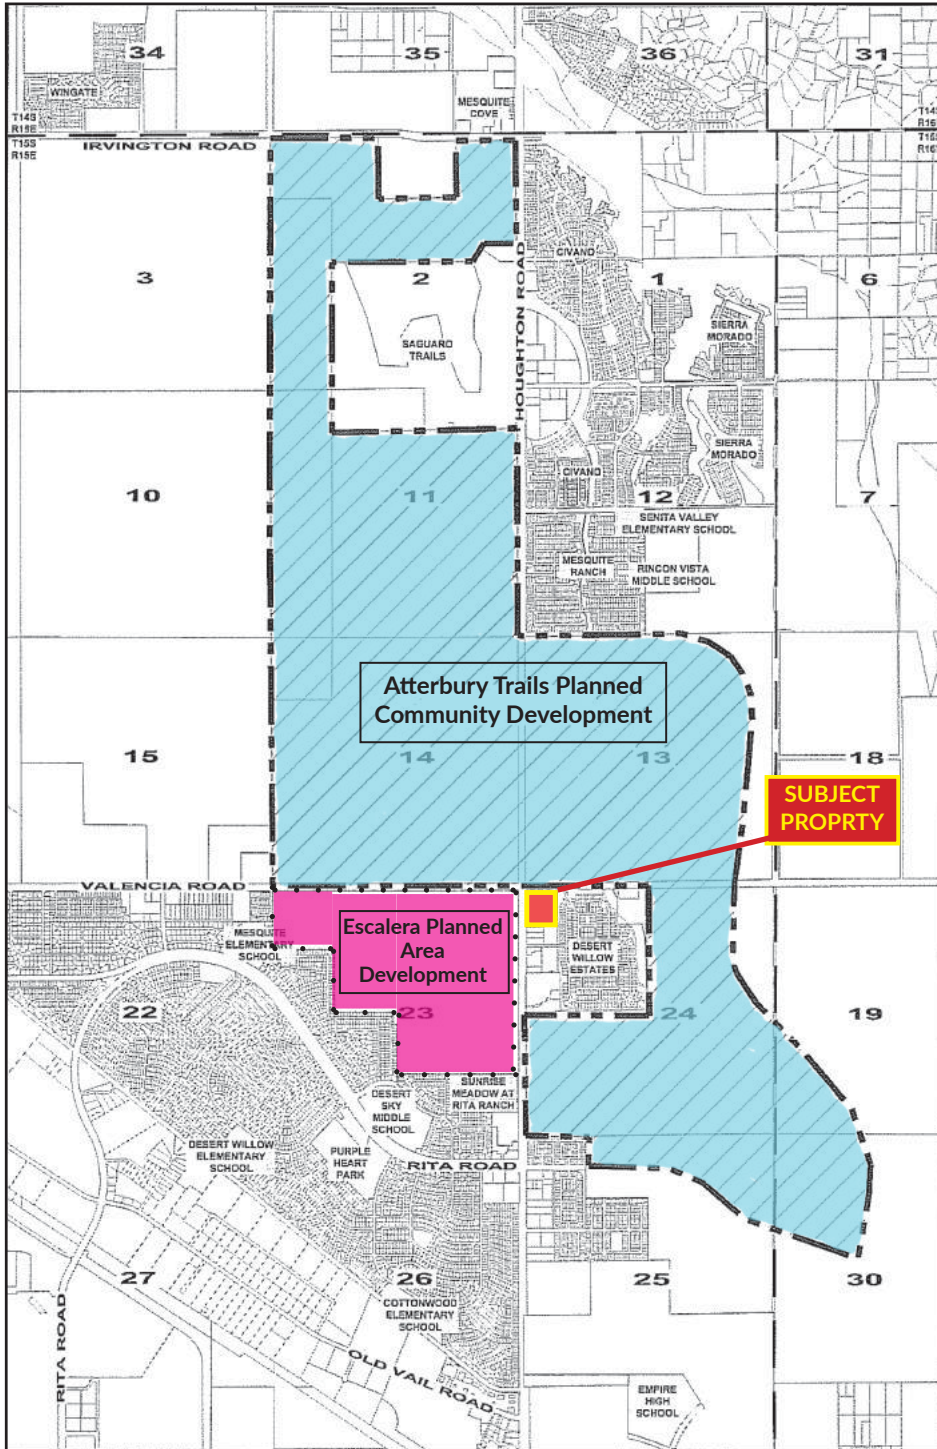 34
35
36
31
WINGATE
MESQUITE
COVE
T14S
R15E
T15S
R15E
IRVINGTON ROAD
3
2
1
6
CIVANO
HOUGHTON ROAD
SIERRA
MORADO
SAGUARO
TRAILS
10
11
12
7
CIVANO
SIERRA
MORADO
SENITA VALLEY
ELEMENTARY SCHOOL
MESQUITE
RANCH
RINCON VISTA
MIDDLE SCHOOL
Atterbury Trails Planned
Community Development
15
14
13
18
SUBJECT
PROPRTY
VALENCIA ROAD
MESQUITE
ELEMENTARY
SCHOOL
Escalera Planned
Area
Development
DESERT
WILLOW
ESTATES
22
23
24
19
SUNRISE
MEADOW AT
RITA RANCH
DESERT
SKY
MIDDLE
SCHOOL
DESERT WILLOW
ELEMENTARY
SCHOOL
PURPLE
HEART
PARK
RITA ROAD
27
26
25
30
COTTONWOOD
ELEMENTARY
SCHOOL
RITA ROAD
OLD VAIL ROAD
EMPIRE
HIGH
SCHOOL